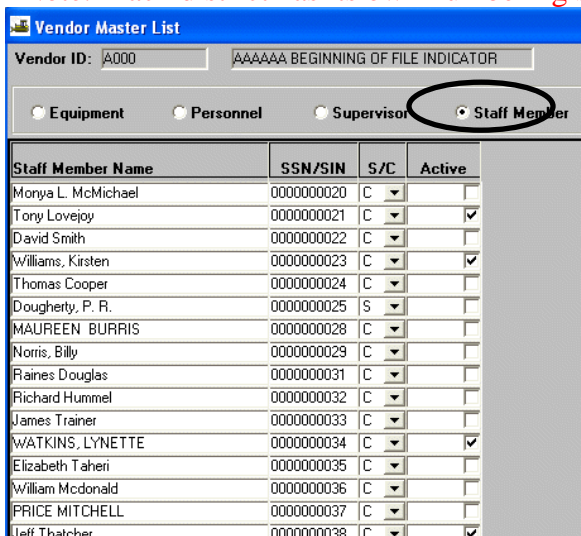 Vendor Master List
Vendor ID: A000 AAAAAA BEGINNING OF FILE INDICATOR
Equipment Personnel Supervisor Staff Member
Staff Member Name SSN/SIN S/C Active
Monya L. McMichael 0000000020 C
Tony Lovejoy 0000000021 C
David Smith 0000000022 C
Williams, Kirsten 0000000023 C
Thomas Cooper 0000000024 C
Dougherty, P. R. 0000000025 S
MAUREEN BURRIS 0000000028 C
Norris, Billy 0000000029 C
Raines Douglas 0000000031 C
Richard Hummel 0000000032 C
James Trainer 0000000033 C
WATKINS, LYNETTE 0000000034 C
Elizabeth Taheri 0000000035 C
William Mcdonald 0000000036 C
PRICE MITCHELL 0000000037 C
Jeff Thatcher 0000000038 C